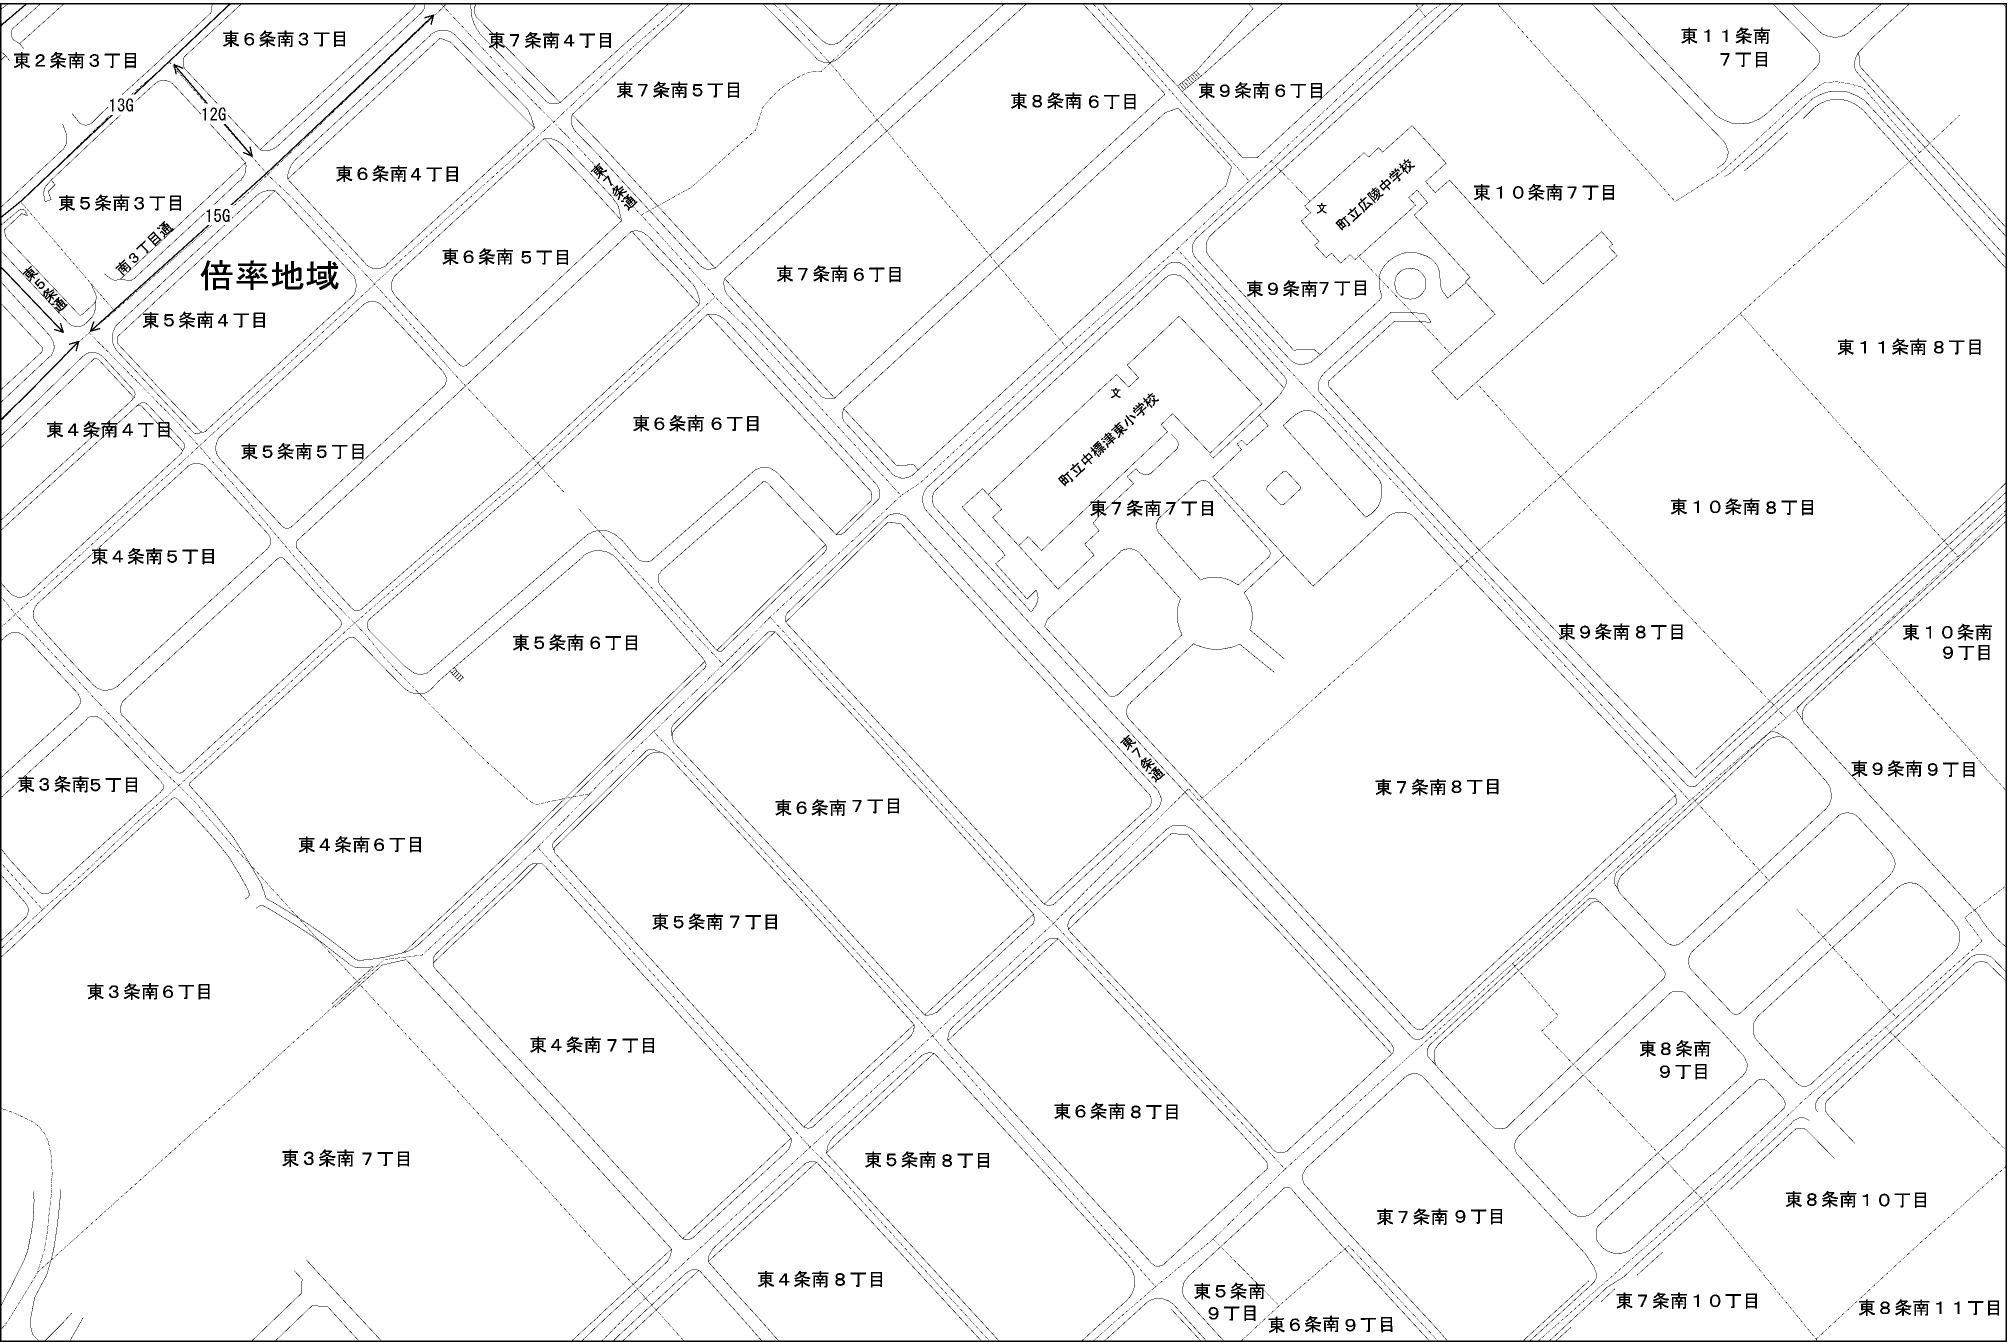 東６条南３丁目
東７条南４丁目
東１１条南
７丁目
東２条南３丁目
東７条南５丁目
東８条南６丁目
東９条南６丁目
13G
12G
東６条南４丁目
東７条通
文
町立広陵中学校
東１０条南７丁目
東５条南３丁目
15G
南３丁目通
東６条南５丁目
倍率地域
東７条南６丁目
東９条南７丁目
東５条通
東５条南４丁目
東１１条南８丁目
文
町立中標津東小学校
東４条南４丁目
東５条南５丁目
東６条南６丁目
東７条南７丁目
東１０条南８丁目
東４条南５丁目
東５条南６丁目
東９条南８丁目
東１０条南
９丁目
東７条通
東３条南５丁目
東６条南７丁目
東７条南８丁目
東９条南９丁目
東４条南６丁目
東５条南７丁目
東３条南６丁目
東４条南７丁目
東８条南
９丁目
東６条南８丁目
東３条南７丁目
東５条南８丁目
東８条南１０丁目
東７条南９丁目
東４条南８丁目
東５条南
９丁目
東７条南１０丁目
東８条南１１丁目
東６条南９丁目